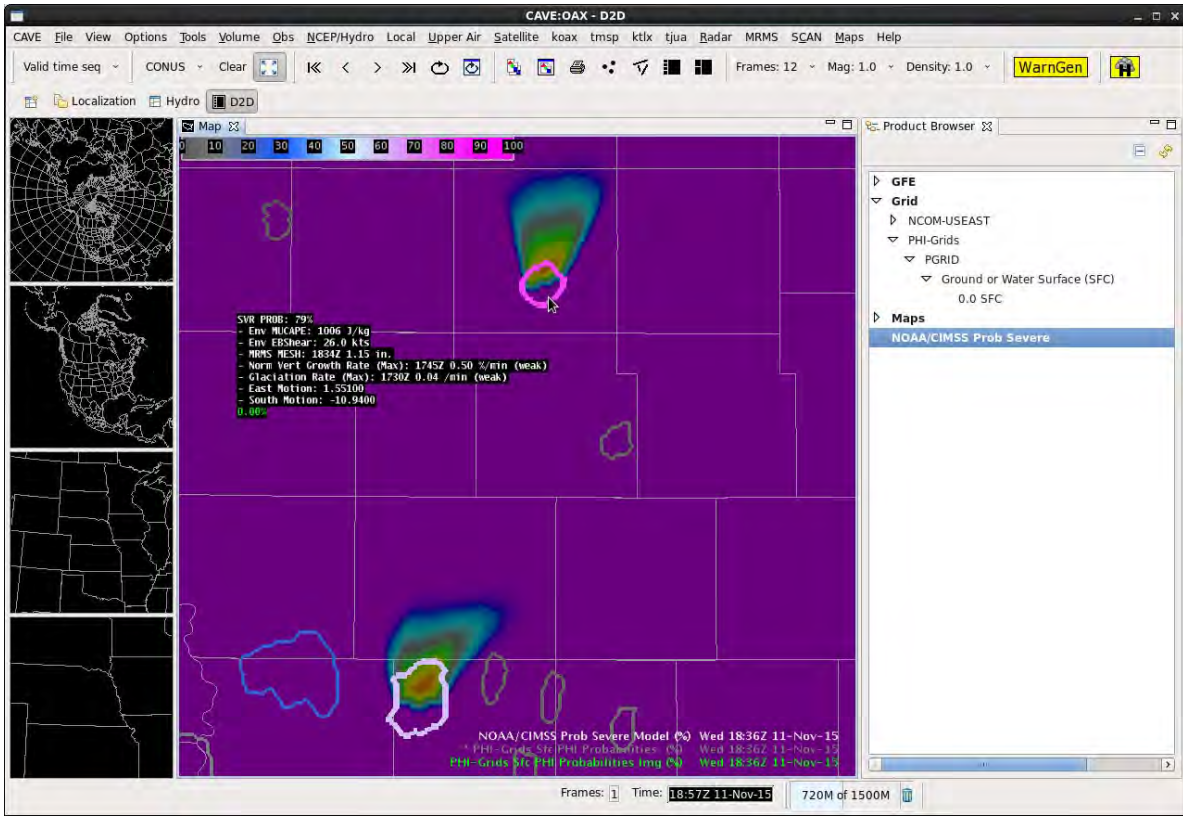 CAVE:OAX - D2D
CAVE File View Options Tools Volume Obs NCEP/Hydro Local Upper Air Satellite koax tmsp ktlx tjua Radar MRMS SCAN Maps Help
Valid time seq CONUS Clear Frames: 12 Mag: 1.0 Density: 1.0 WarnGen
Localization Hydro D2D
Map
Product Browser
0 10 20 30 40 50 60 70 80 90 100
GFE
Grid
NCOM-USEAST
PHI-Grids
PGRID
Ground or Water Surface (SFC)
0.0 SFC
Maps
NOAA/CIMSS Prob Severe
SVR PROB: 79%
- Env MUCAPE: 1006 J/kg
- Env EBShear: 26.0 kts
- MRMS MESH: 1834Z 1.15 in.
- Norm Vert Growth Rate (Max): 1745Z 0.50 %/min (weak)
- Glaciation Rate (Max): 1730Z 0.04 /min (weak)
- East Motion: 1.55100
- South Motion: -10.9400
0.00%
NOAA/CIMSS Prob Severe Model (%) Wed 18:36Z 11-Nov-15
* PHI-Grids Sfc PHI Probabilities (%) Wed 18:36Z 11-Nov-15
PHI-Grids Sfc PHI Probabilities Img (%) Wed 18:36Z 11-Nov-15
Frames: 1 Time: 18:57Z 11-Nov-15 720M of 1500M